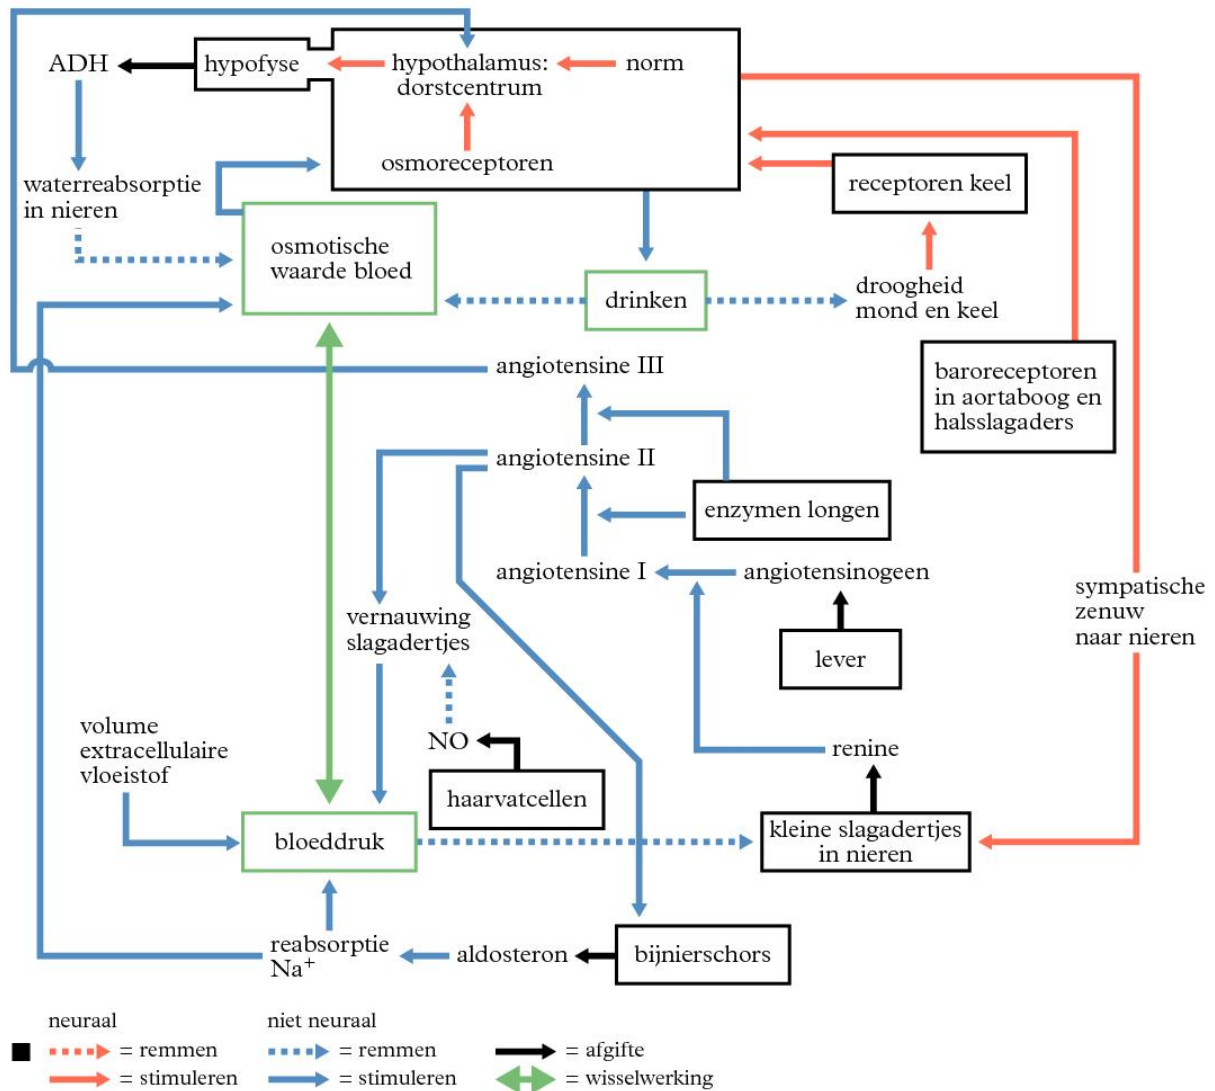 ADH
hypofyse
hypothalamus:
dorstcentrum
norm
osmoreceptoren
waterreabsorptie
in nieren
receptoren keel
osmotische
waarde bloed
drinken
droogheid
mond en keel
angiotensine III
baroreceptoren
in aortaboog en
halsslagaders
angiotensine II
enzymen longen
angiotensine I
angiotensinogeen
sympatische
zenuw
naar nieren
vernauwing
slagadertjes
lever
volume
extracellulaire
vloeistof
NO
renine
haarvatcellen
bloeddruk
kleine slagadertjes
in nieren
reabsorptie
Na⁺
aldosteron
bijnierschors
neuraal
niet neuraal
= remmen
= remmen
= afgifte
= stimuleren
= stimuleren
= wisselwerking